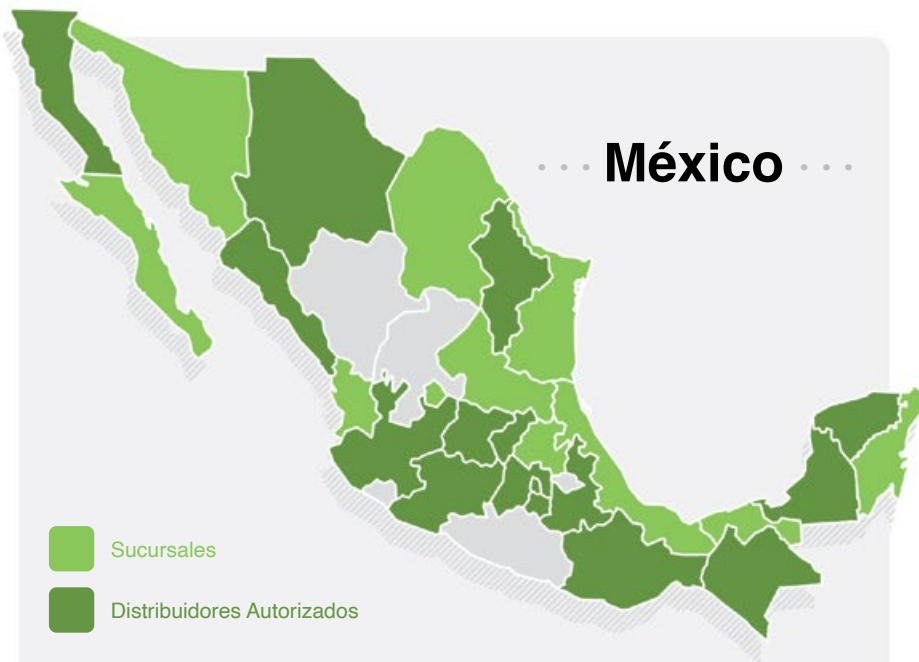 · · · México · · ·
Sucursales
Distribuidores Autorizados